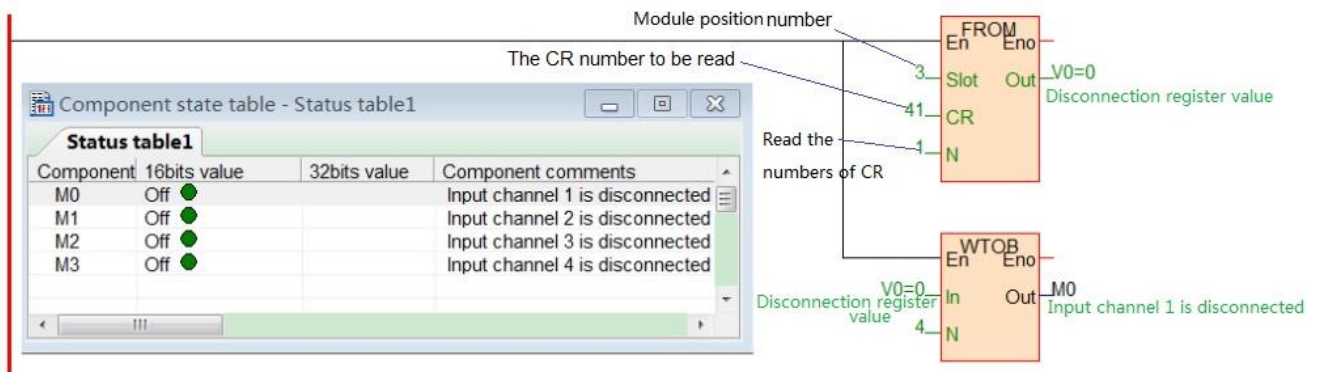 Module position number
The CR number to be read
Read the
numbers of CR
FROM
En Eno
3 Slot Out V0=0
Disconnection register value
41 CR
1 N
Component state table - Status table1
Status table1
Component 16bits value 32bits value Component comments
M0 Off Input channel 1 is disconnected
M1 Off Input channel 2 is disconnected
M2 Off Input channel 3 is disconnected
M3 Off Input channel 4 is disconnected
WTOB
En Eno
V0=0 In Out M0
Disconnection register
value
Input channel 1 is disconnected
4 N